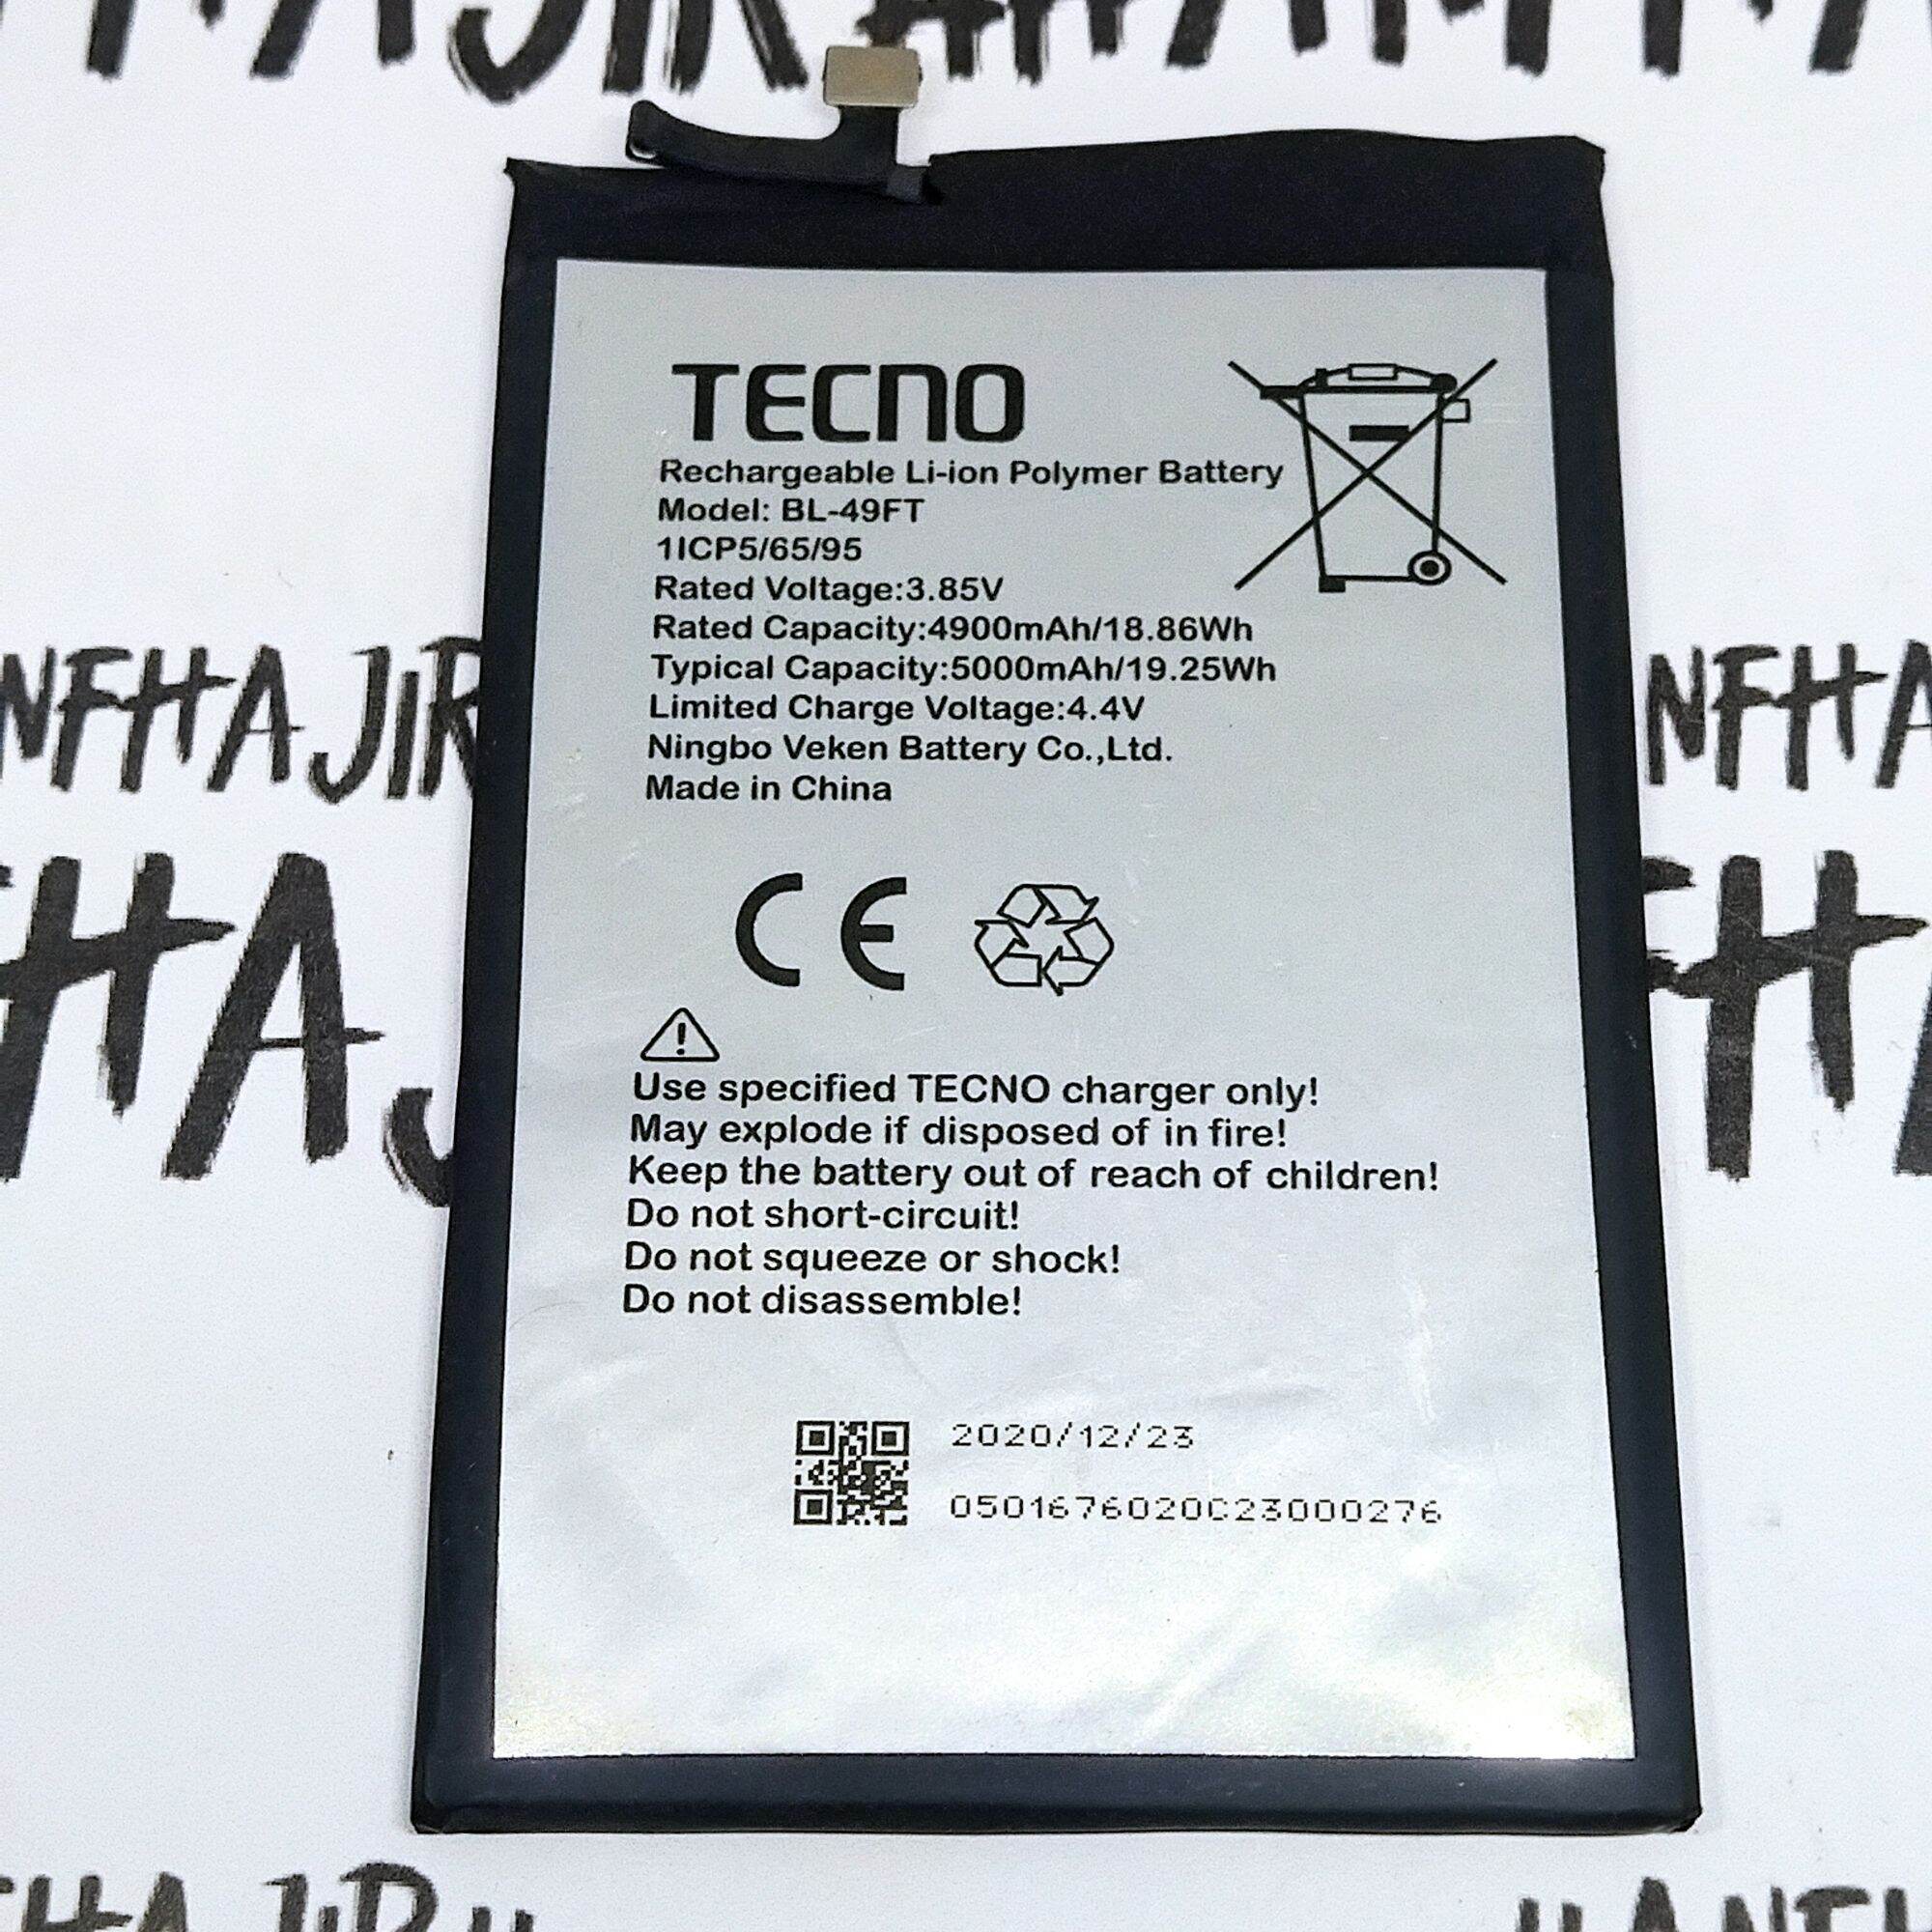 TECNO
Rechargeable Li-ion Polymer Battery
Model: BL-49FT
1ICP5/65/95
Rated Voltage:3.85V
Rated Capacity:4900mAh/18.86Wh
Typical Capacity:5000mAh/19.25Wh
Limited Charge Voltage:4.4V
Ningbo Veken Battery Co.,Ltd.
Made in China
CE
Use specified TECNO charger only!
May explode if disposed of in fire!
Keep the battery out of reach of children!
Do not short-circuit!
Do not squeeze or shock!
Do not disassemble!
2020/12/23
0501676020C23000276